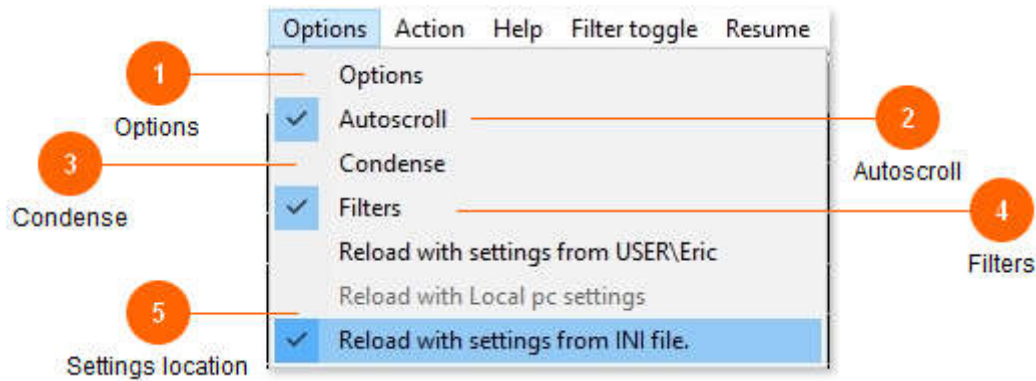 Options Action Help Filter toggle Resume
1
Options
Options
Autoscroll
2
Autoscroll
3
Condense
Condense
Filters
4
Filters
Reload with settings from USER\Eric
Reload with Local pc settings
5
Settings location
Reload with settings from INI file.